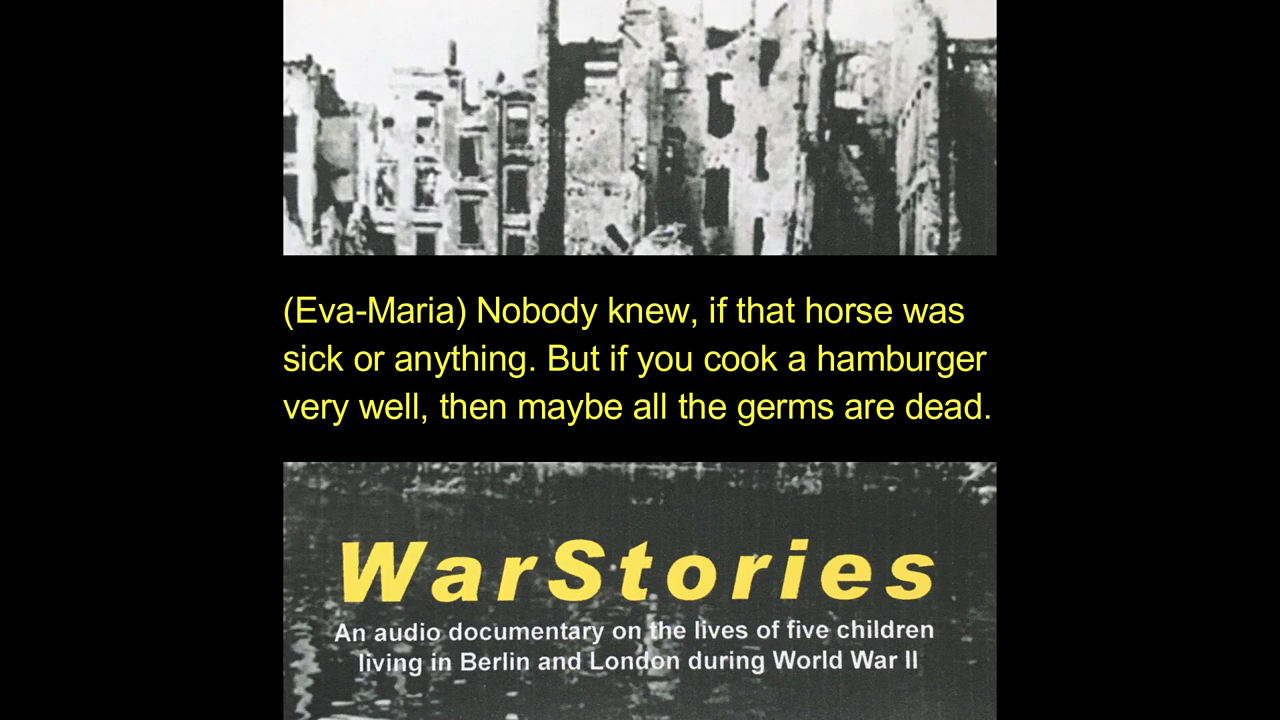 (Eva-Maria) Nobody knew, if that horse was
sick or anything. But if you cook a hamburger
very well, then maybe all the germs are dead.
WarStories
An audio documentary on the lives of five children
living in Berlin and London during World War II